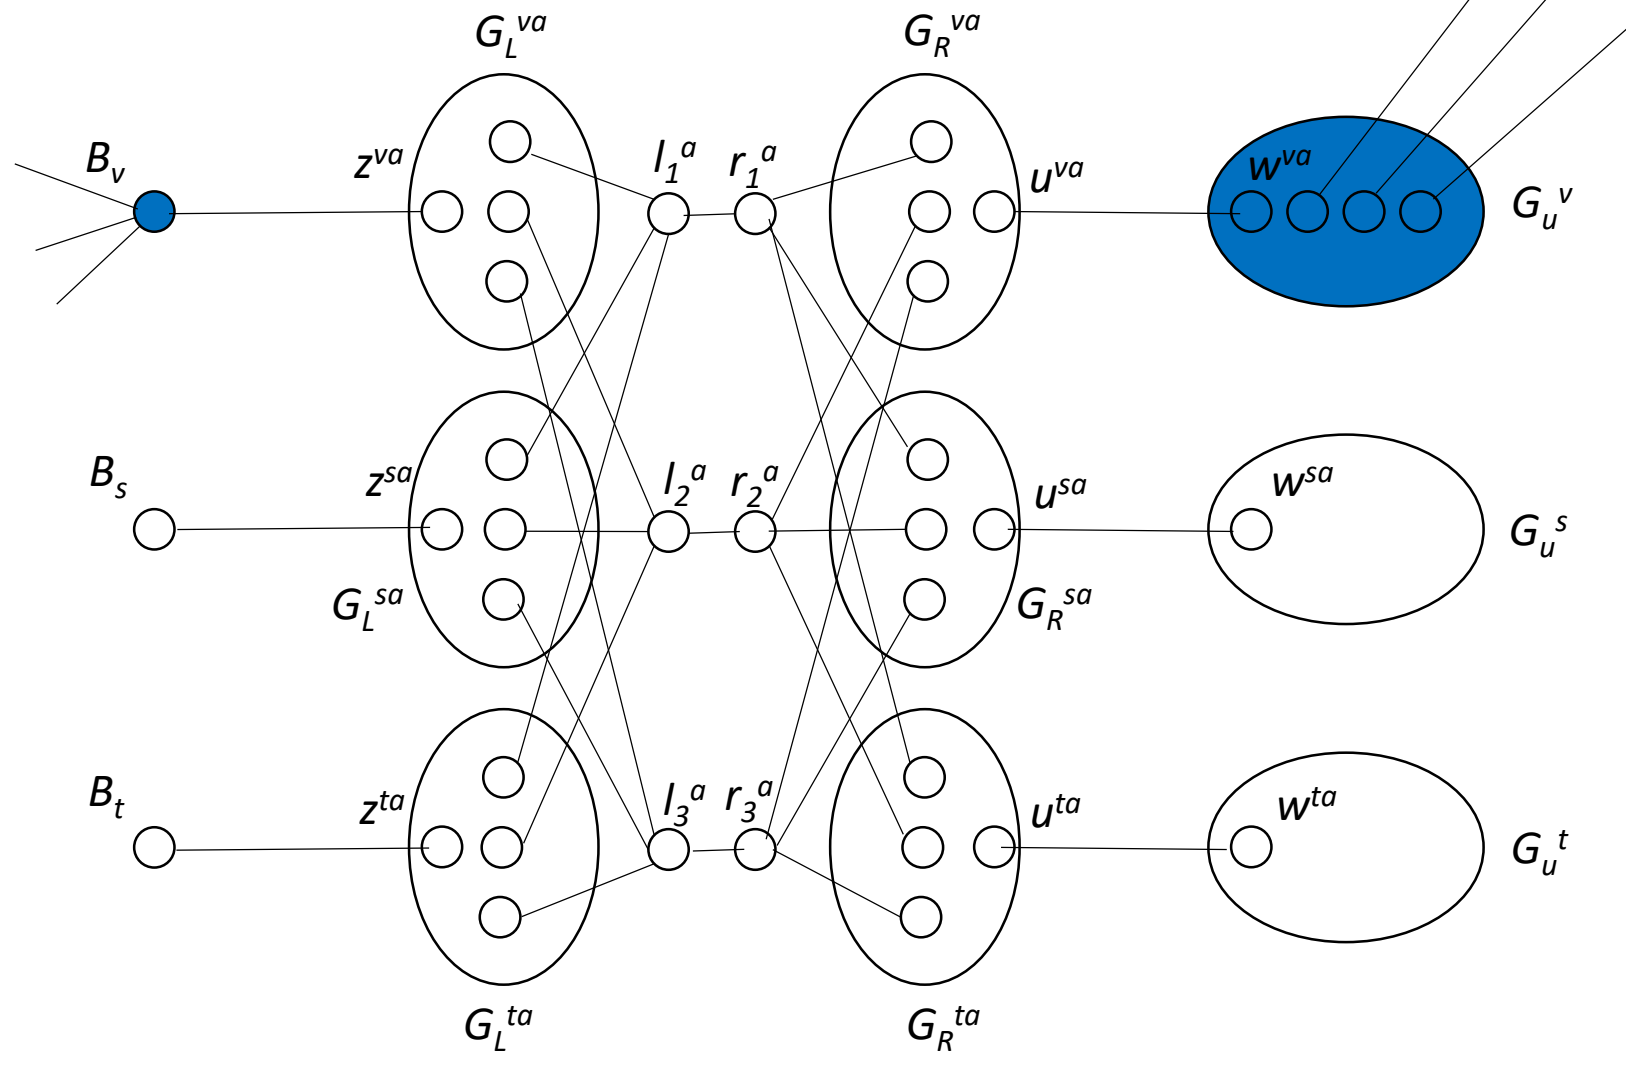 G_L^va G_R^va
B_v z^va l_1^a r_1^a u^va w^va G_u^v
B_s z^sa l_2^a r_2^a u^sa w^sa G_u^s
G_L^sa G_R^sa
B_t z^ta l_3^a r_3^a u^ta w^ta G_u^t
G_L^ta G_R^ta